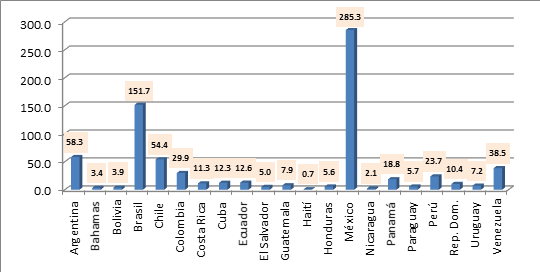 300.0
250.0
200.0
150.0
100.0
50.0
0.0
58.3
3.4
3.9
151.7
54.4
29.9
11.3
12.3
12.6
5.0
7.9
0.7
5.6
285.3
2.1
18.8
5.7
23.7
10.4
7.2
38.5
Argentina
Bahamas
Bolivia
Brasil
Chile
Colombia
Costa Rica
Cuba
Ecuador
El Salvador
Guatemala
Haití
Honduras
México
Nicaragua
Panamá
Paraguay
Perú
Rep. Dom.
Uruguay
Venezuela